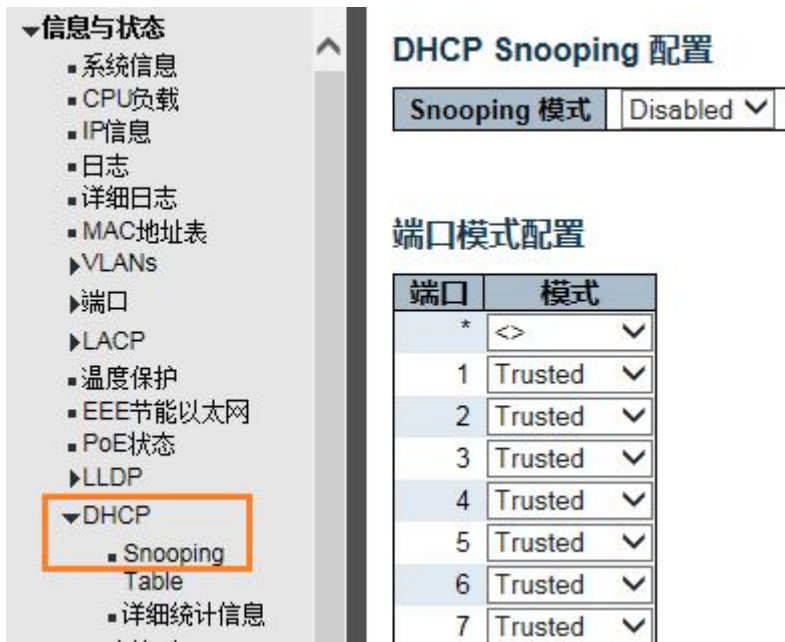 信息与状态
系统信息
CPU负载
IP信息
日志
详细日志
MAC地址表
VLANs
端口
LACP
温度保护
EEE节能以太网
PoE状态
LLDP
DHCP
Snooping
Table
详细统计信息
DHCP Snooping 配置
Snooping 模式 Disabled
端口模式配置
端口 模式
* <>
1 Trusted
2 Trusted
3 Trusted
4 Trusted
5 Trusted
6 Trusted
7 Trusted